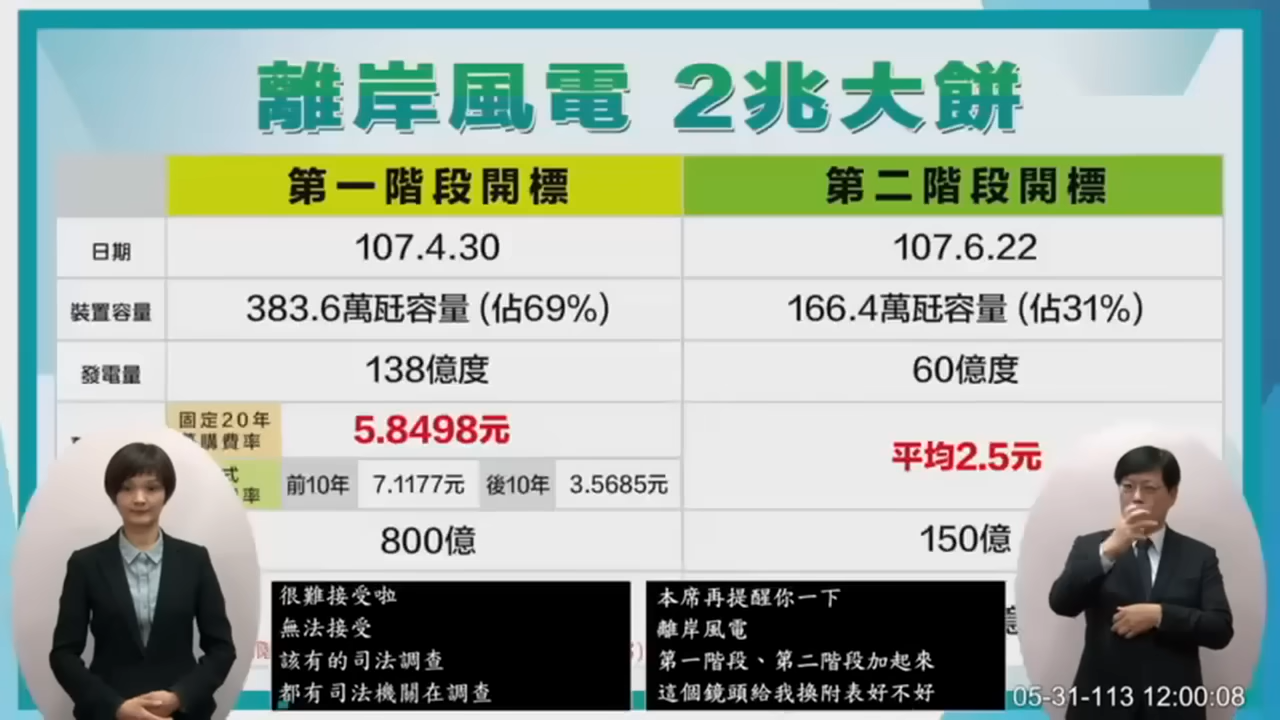 離岸風電 2兆大餅
第一階段開標 第二階段開標
日期 107.4.30 107.6.22
裝置容量 383.6萬瓩容量 (佔69%) 166.4萬瓩容量 (佔31%)
發電量 138億度 60億度
固定20年
購費率 5.8498元 平均2.5元
式
率 前10年 7.1177元 後10年 3.5685元
800億 150億
很難接受啦
無法接受
該有的司法調查
都有司法機關在調查
本席再提醒你一下
離岸風電
第一階段、第二階段加起來
這個鏡頭給我換附表好不好
05-31-113 12:00:08